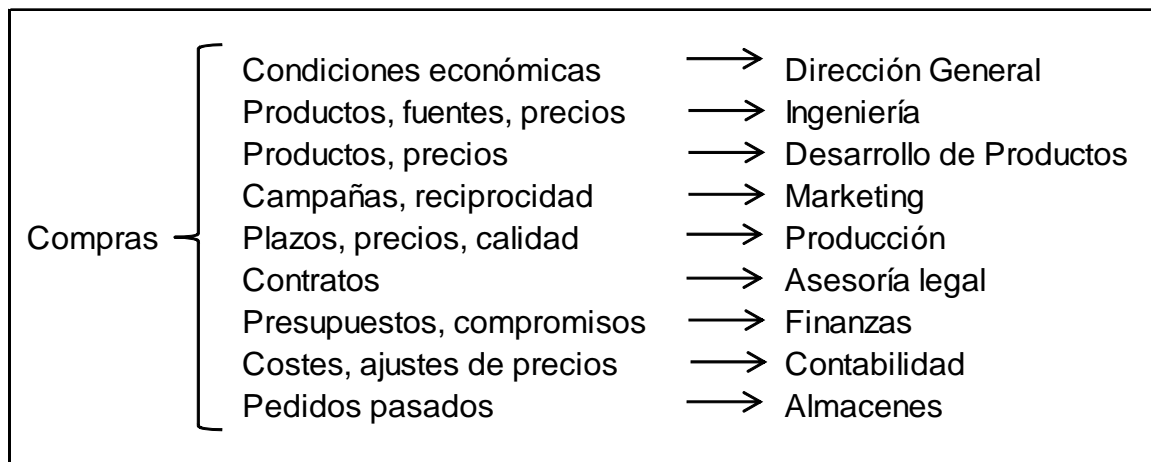 Condiciones económicas → Dirección General
Productos, fuentes, precios → Ingeniería
Productos, precios → Desarrollo de Productos
Campañas, reciprocidad → Marketing
Compras Plazos, precios, calidad → Producción
Contratos → Asesoría legal
Presupuestos, compromisos → Finanzas
Costes, ajustes de precios → Contabilidad
Pedidos pasados → Almacenes